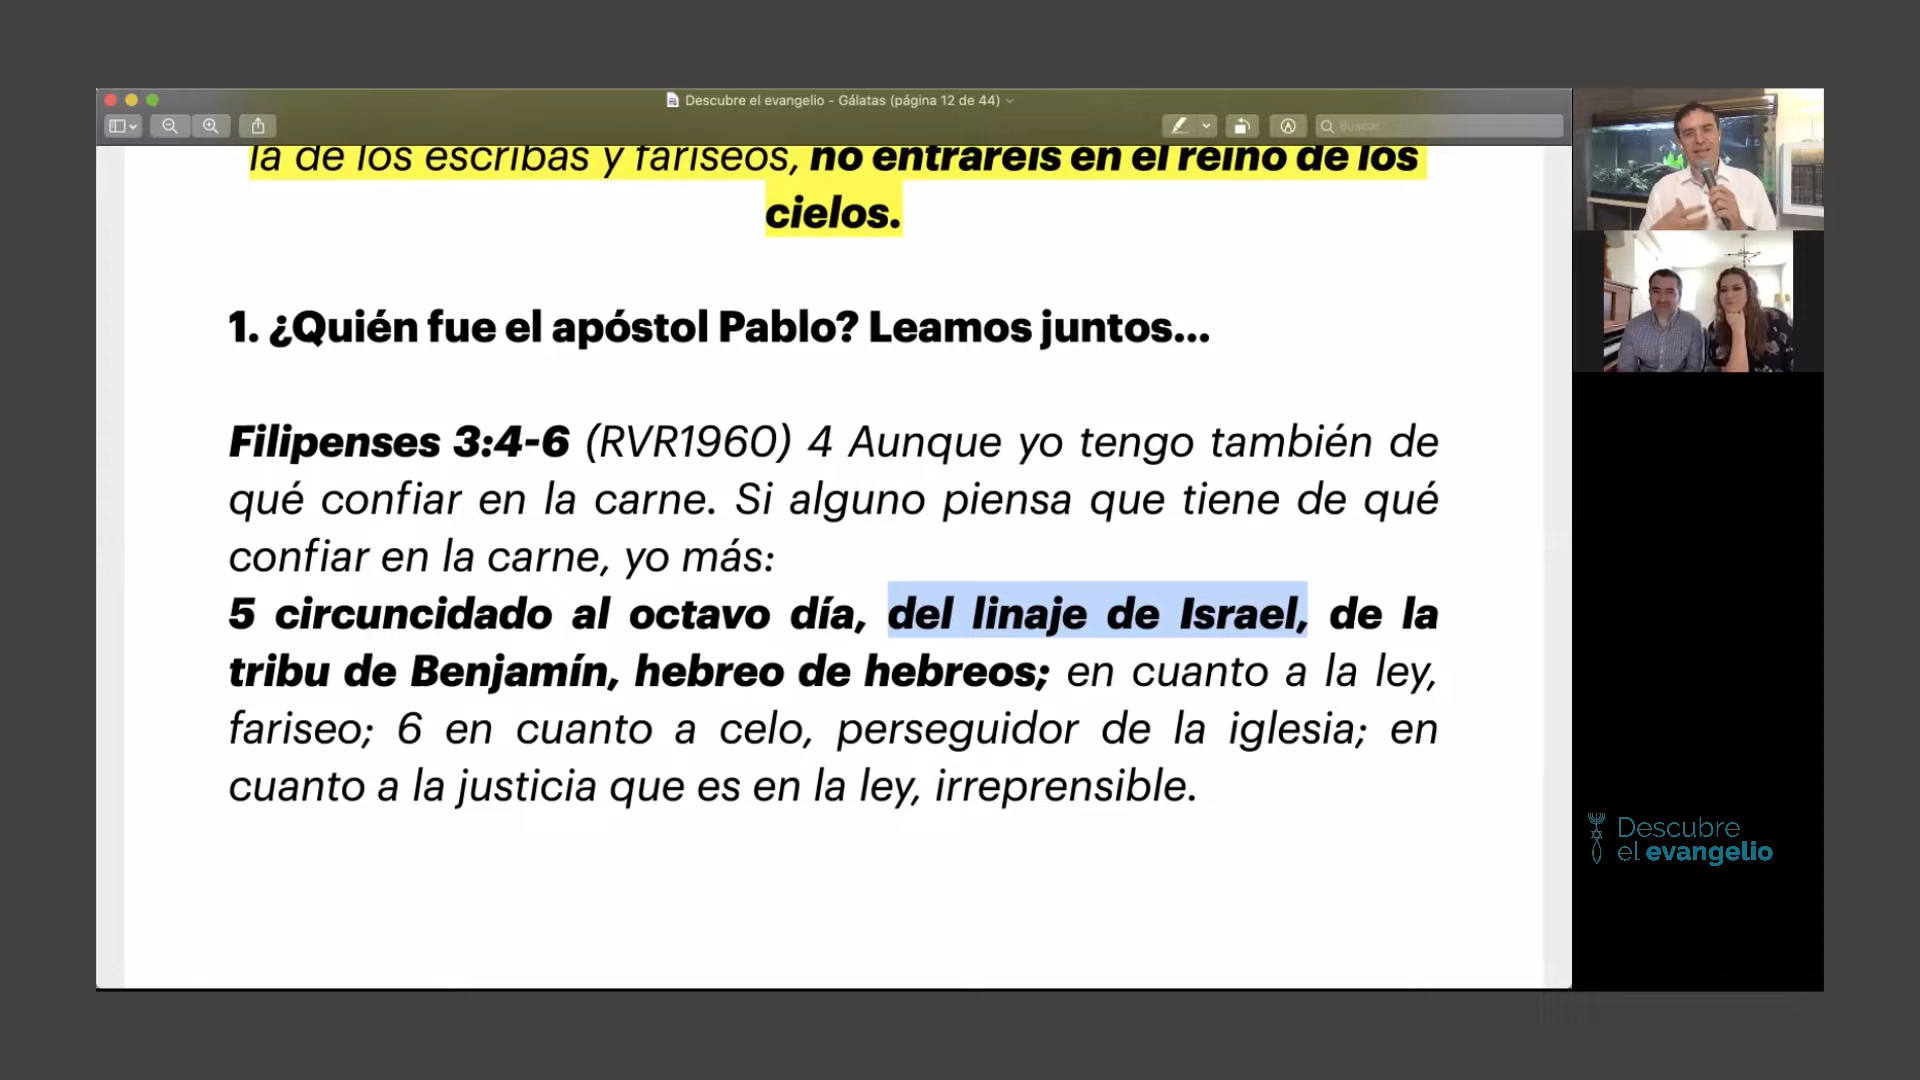 Descubre el evangelio - Gálatas (página 12 de 44)
Buscar
la de los escribas y fariseos, no entraréis en el reino de los
cielos.
1. ¿Quién fue el apóstol Pablo? Leamos juntos...
Filipenses 3:4-6 (RVR1960) 4 Aunque yo tengo también de
qué confiar en la carne. Si alguno piensa que tiene de qué
confiar en la carne, yo más:
5 circuncidado al octavo día, del linaje de Israel, de la
tribu de Benjamín, hebreo de hebreos; en cuanto a la ley,
fariseo; 6 en cuanto a celo, perseguidor de la iglesia; en
cuanto a la justicia que es en la ley, irreprensible.
Descubre
el evangelio